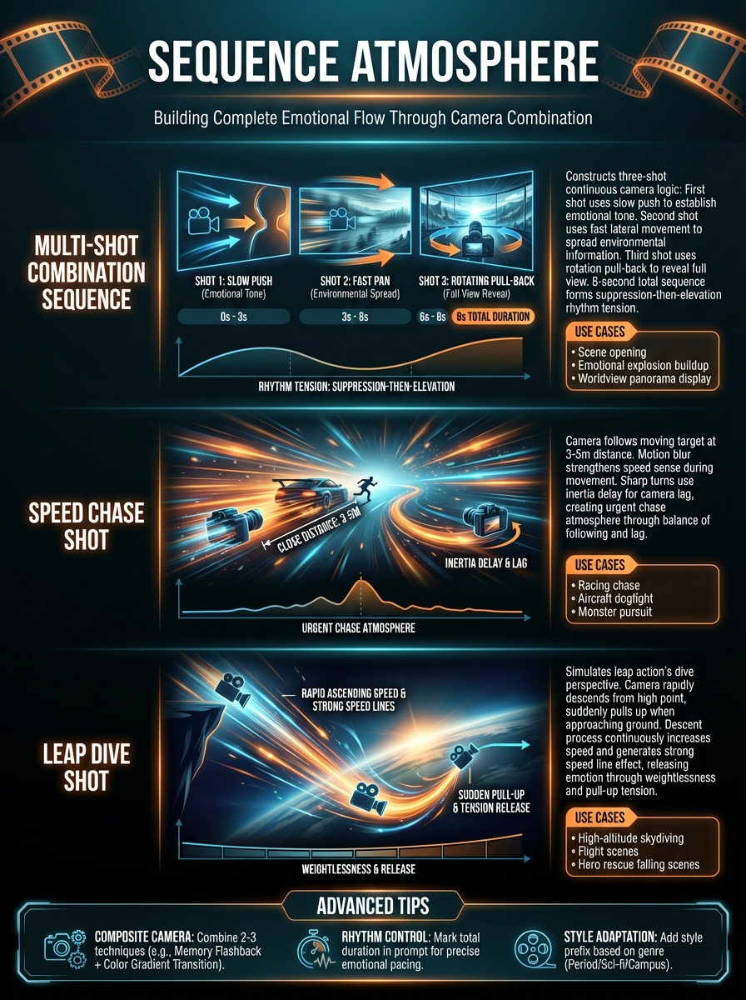 SEQUENCE ATMOSPHERE
Building Complete Emotional Flow Through Camera Combination
MULTI-SHOT
COMBINATION
SEQUENCE
SHOT 1: SLOW PUSH
(Emotional Tone)
SHOT 2: FAST PAN
(Environmental Spread)
SHOT 3: ROTATING PULL-BACK
(Fall View Reveal)
0s - 3s
3s - 8s
6s - 8s
9s TOTAL DURATION
RHYTHM TENSION: SUPPRESSION-THEN-ELEVATION
Constructs three-shot
continuous camera logic: First
shot uses slow push to establish
emotional tone. Second shot
uses fast lateral movement to
spread environmental
information. Third shot uses
rotation pull-back to reveal full
view. 8-second total sequence
forms suppression-then-elevation
rhythm tension.
USE CASES
• Scene opening
• Emotional explosion buildup
• Worldview panorama display
SPEED CHASE
SHOT
CLOSE DISTANCE: 3-5M
INERTIA DELAY & LAG
URGENT CHASE ATMOSPHERE
Camera follows moving target at
3-5m distance. Motion blur
strengthens speed sense during
movement. Sharp turns use
inertia delay for camera lag,
creating urgent chase
atmosphere through balance of
following and lag.
USE CASES
• Racing chase
• Aircraft dogfight
• Monster pursuit
LEAP DIVE
SHOT
RAPID ASCENDING SPEED &
STRONG SPEED LINES
SUDDEN PULL-UP
& TENSION RELEASE
WEIGHTLESSNESS & RELEASE
Simulates leap action's dive
perspective. Camera rapidly
descends from high point,
suddenly pulls up when
approaching ground. Descent
process continuously increases
speed and generates strong
speed line effect, releasing
emotion through weightlessness
and pull-up tension.
USE CASES
• High-altitude skydiving
• Flight scenes
• Hero rescue falling scenes
ADVANCED TIPS
COMPOSITE CAMERA: Combine 2-3
techniques (e.g., Memory Flashback
+ Color Gradient Transition).
RHYTHM CONTROL: Mark total
duration in prompt for precise
emotional pacing.
STYLE ADAPTATION: Add style
prefix based on genre
(Period/Sci-fi/Campus).